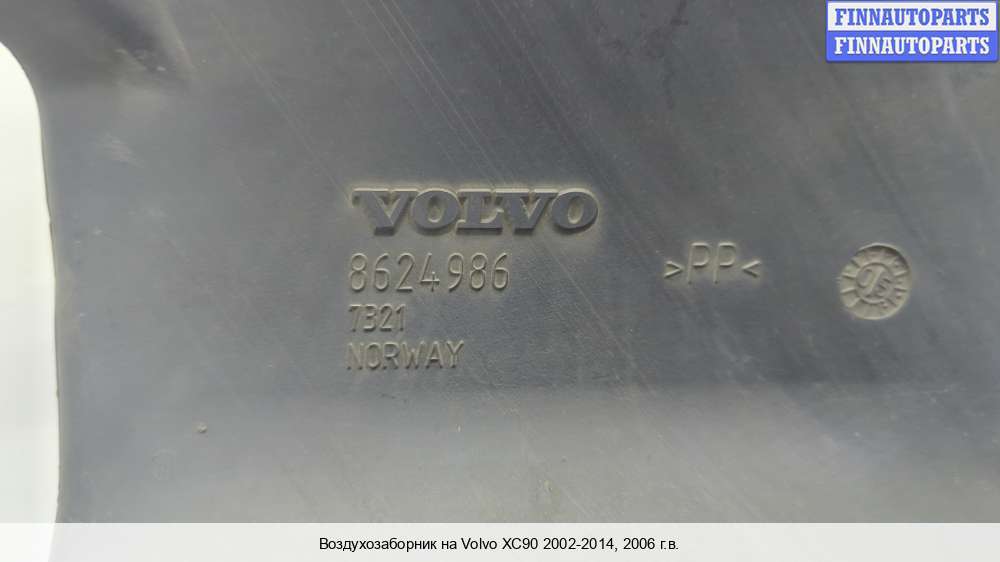 FINNAUTOPARTS
FINNAUTOPARTS
VOLVO
8624986
>PP<
7321
NORWAY
Воздухозаборник на Volvo XC90 2002-2014, 2006 г.в.